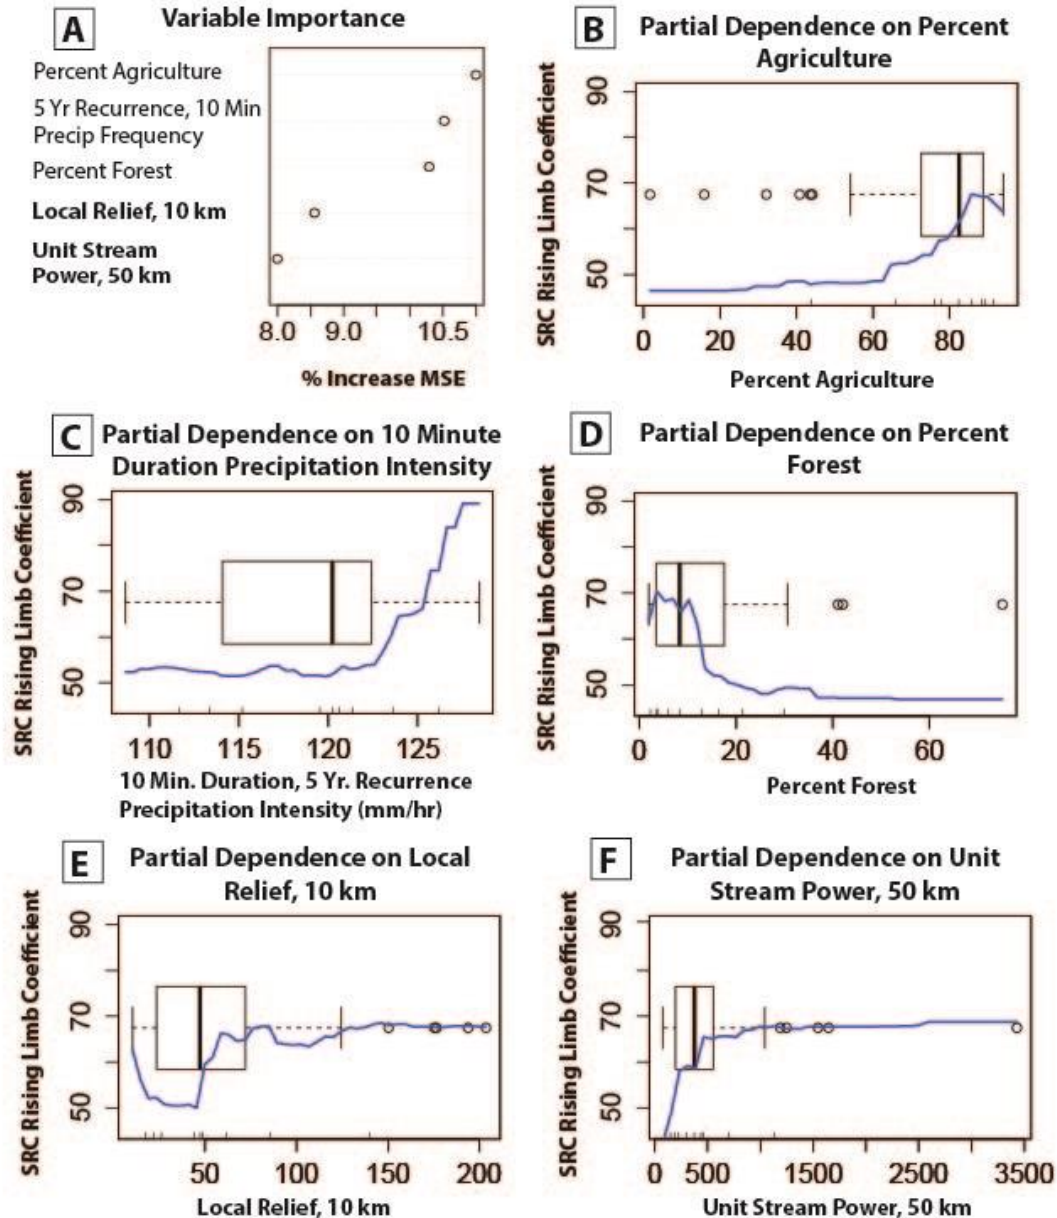 A
Variable Importance
Percent Agriculture
5 Yr Recurrence, 10 Min
Precip Frequency
Percent Forest
Local Relief, 10 km
Unit Stream
Power, 50 km
8.0 9.0 10.5
% Increase MSE
B
Partial Dependence on Percent
Agriculture
SRC Rising Limb Coefficient
90
70
50
0 20 40 60 80
Percent Agriculture
C
Partial Dependence on 10 Minute
Duration Precipitation Intensity
SRC Rising Limb Coefficient
90
70
50
110 115 120 125
10 Min. Duration, 5 Yr. Recurrence
Precipitation Intensity (mm/hr)
D
Partial Dependence on Percent
Forest
SRC Rising Limb Coefficient
90
70
50
0 20 40 60
Percent Forest
E
Partial Dependence on Local
Relief, 10 km
SRC Rising Limb Coefficient
90
70
50
50 100 150 200
Local Relief, 10 km
F
Partial Dependence on Unit
Stream Power, 50 km
SRC Rising Limb Coefficient
90
70
50
0 500 1500 2500 3500
Unit Stream Power, 50 km